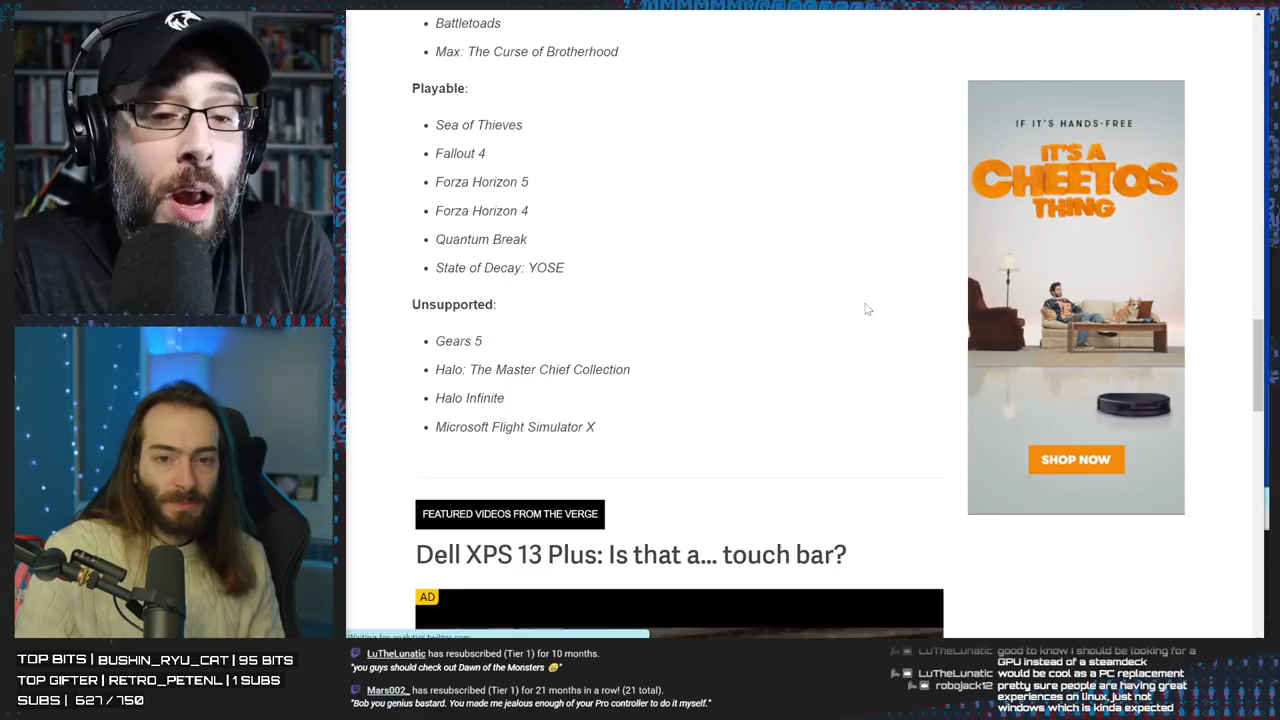 Battletoads
Max: The Curse of Brotherhood
Playable:
Sea of Thieves
Fallout 4
Forza Horizon 5
Forza Horizon 4
Quantum Break
State of Decay: YOSE
Unsupported:
Gears 5
Halo: The Master Chief Collection
Halo Infinite
Microsoft Flight Simulator X
IF IT'S HANDS-FREE
IT'S A
CHEETOS
THING
SHOP NOW
FEATURED VIDEOS FROM THE VERGE
Dell XPS 13 Plus: Is that a... touch bar?
AD
Waiting for analytics.twitter.com...
TOP BITS | BUSHIN_RYU_CAT | 95 BITS
TOP GIFTER | RETRO_PETENL | 1 SUBS
SUBS | 627 / 750
LuTheLunatic has resubscribed (Tier 1) for 10 months.
"you guys should check out Dawn of the Monsters "
Mars002_ has resubscribed (Tier 1) for 21 months in a row! (21 total).
"Bob you genius bastard. You made me jealous enough of your Pro controller to do it myself."
LuTheLunatic good to know i should be looking for a
GPU instead of a steamdeck
LuTheLunatic would be cool as a PC replacement
robojack12 pretty sure people are having great
experiences on linux, just not
windows which is kinda expected